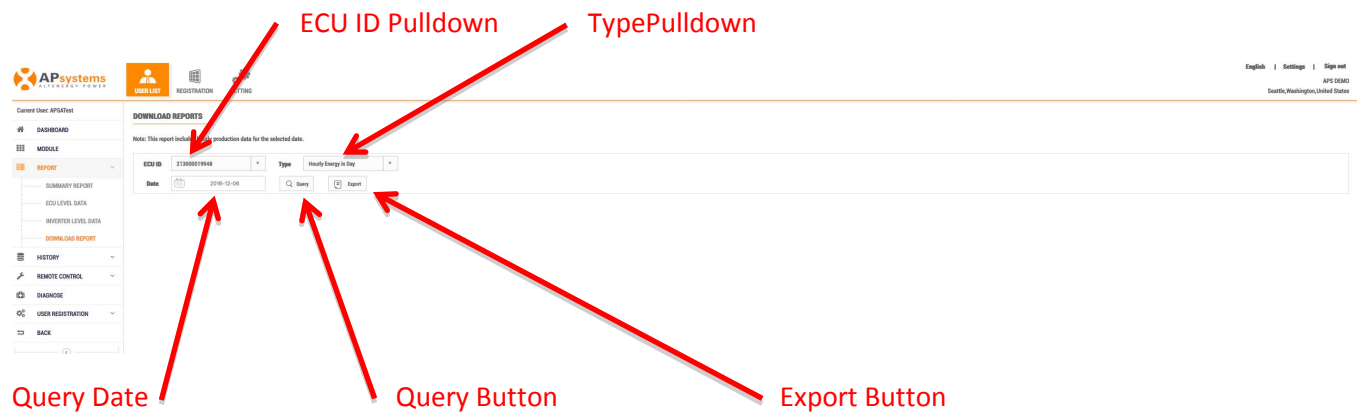 ECU ID Pulldown TypePulldown
APsystems
ALTENERGY POWER
USER LIST REGISTRATION
English | Settings | Sign out
APS DEMO
Seattle,Washington,United States
Current User: APSATest
DASHBOARD
MODULE
REPORT
SUMMARY REPORT
ECU LEVEL DATA
INVERTER LEVEL DATA
DOWNLOAD REPORT
HISTORY
REMOTE CONTROL
DIAGNOSE
USER REGISTRATION
BACK
DOWNLOAD REPORTS
Note: This report production data for the selected date.
ECU ID 213000019948 Type Hourly Energy in Day
Date 2016-12-06 Query Export
Query Date Query Button Export Button